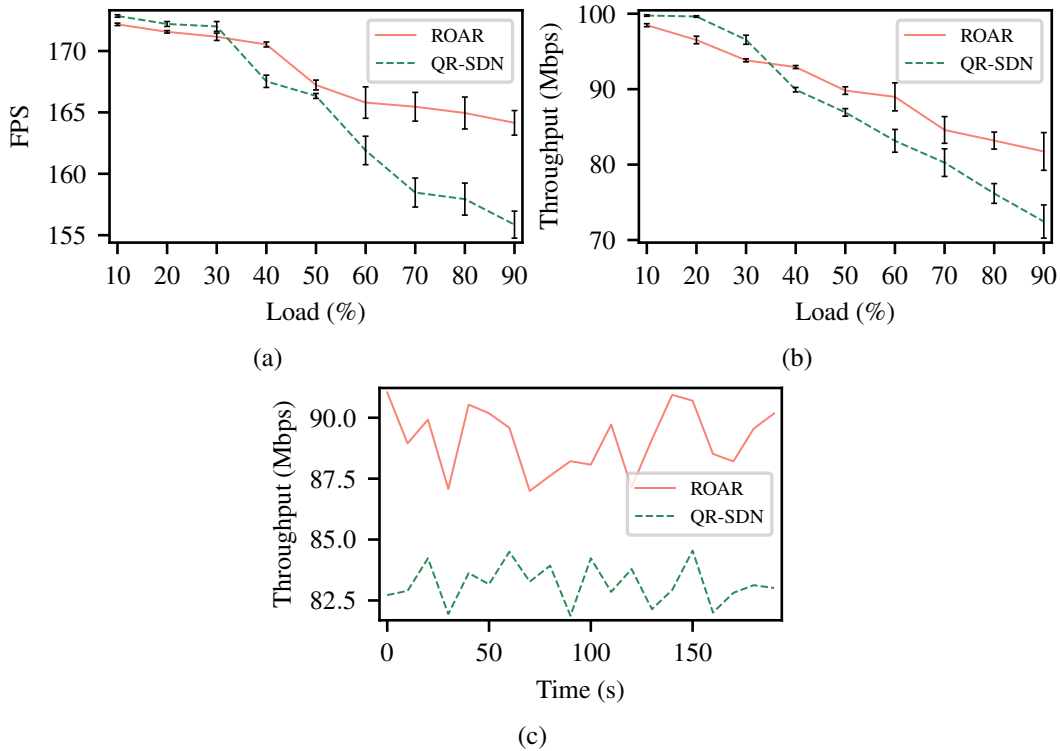 170
165
160
155
FPS
ROAR
QR-SDN
10 20 30 40 50 60 70 80 90
Load (%)
(a)
100
90
80
70
Throughput (Mbps)
ROAR
QR-SDN
10 20 30 40 50 60 70 80 90
Load (%)
(b)
90.0
87.5
85.0
82.5
Throughput (Mbps)
ROAR
QR-SDN
0 50 100 150
Time (s)
(c)